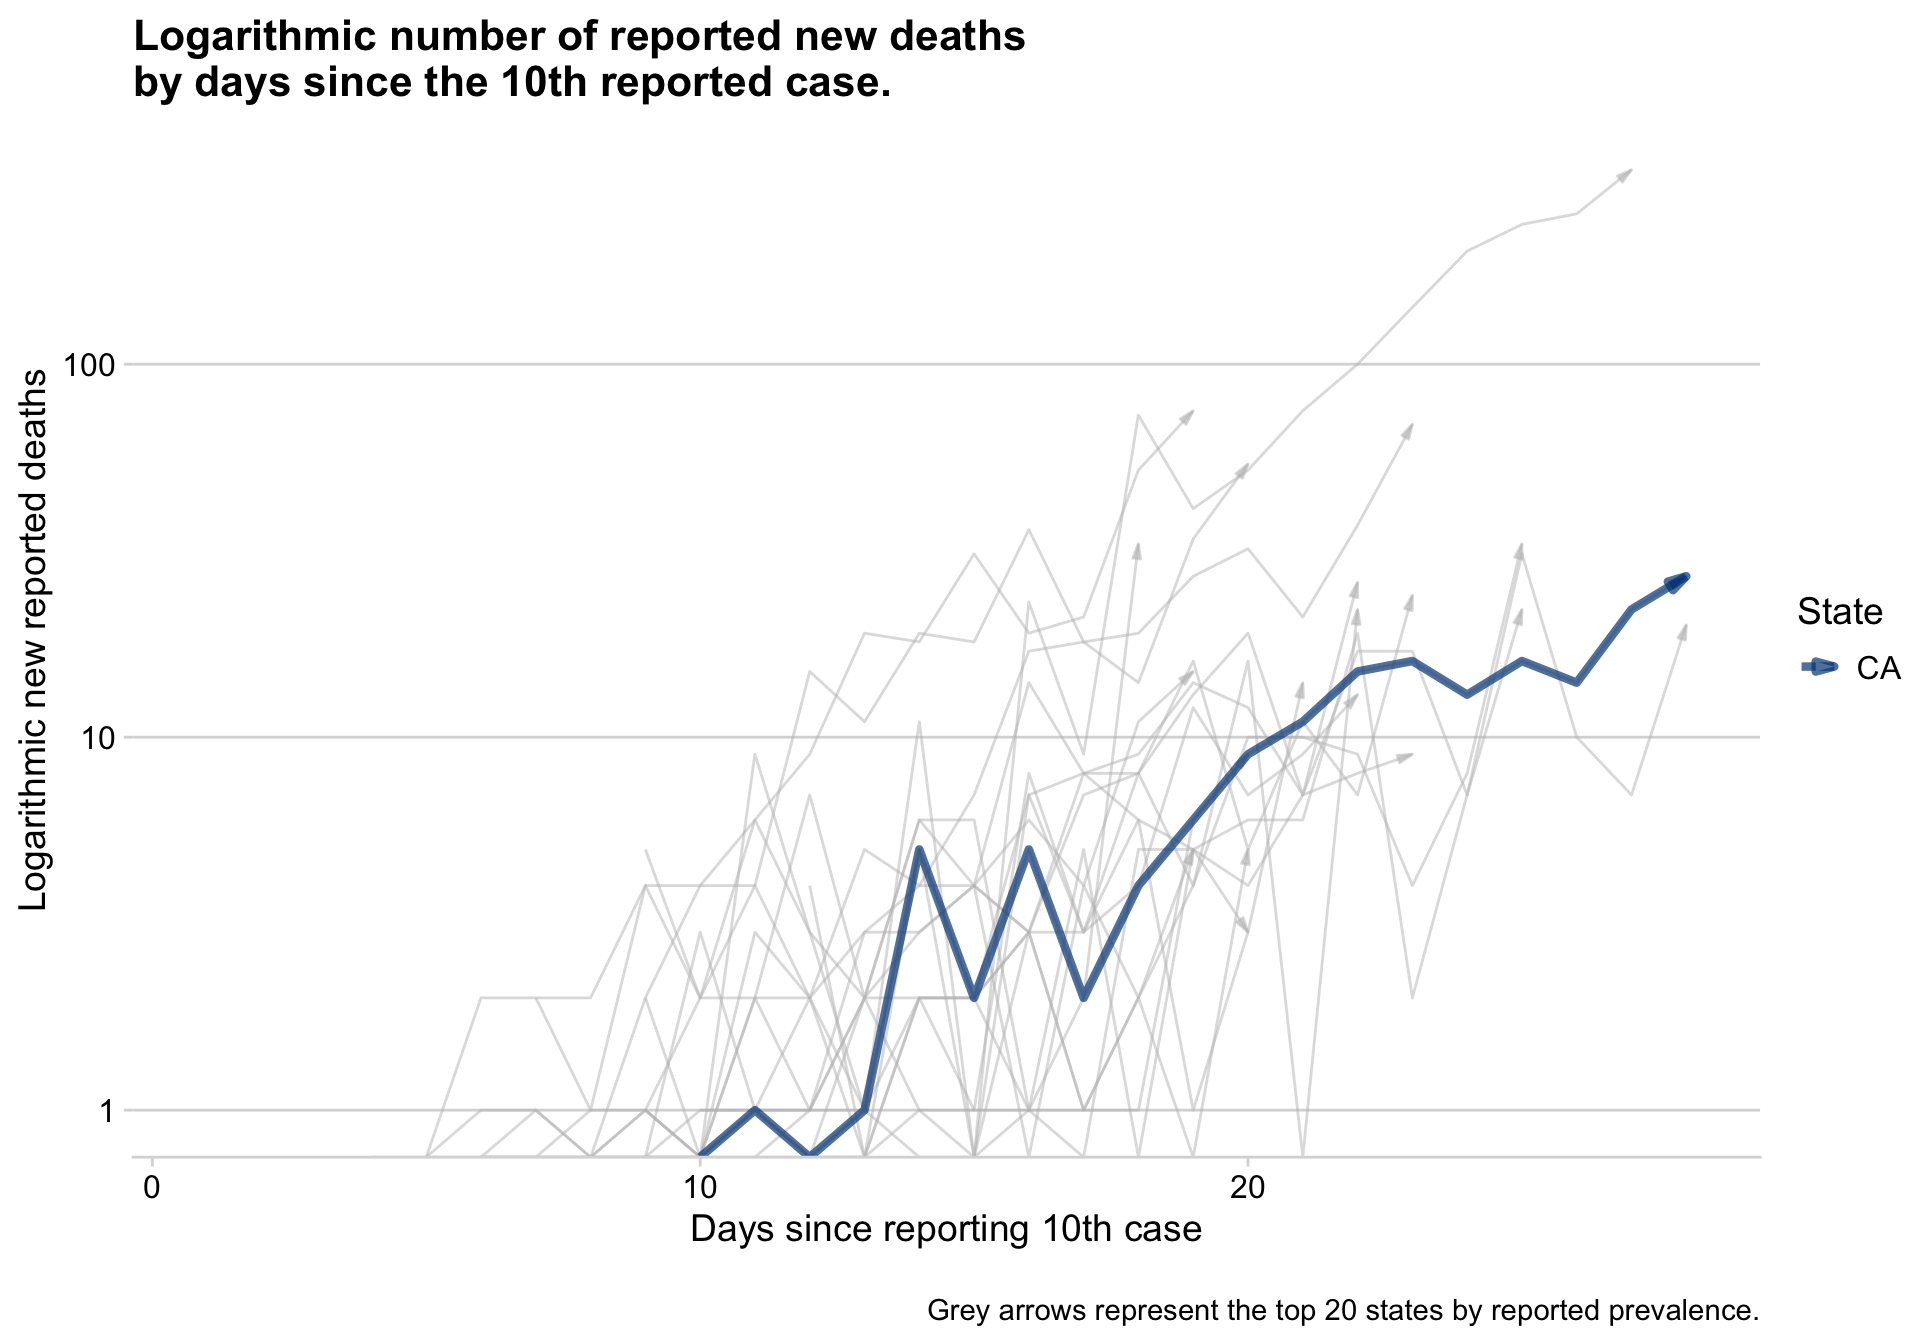 Logarithmic number of reported new deaths
by days since the 10th reported case.
Logarithmic new reported deaths
100
10
1
0
10
20
Days since reporting 10th case
State
CA
Grey arrows represent the top 20 states by reported prevalence.